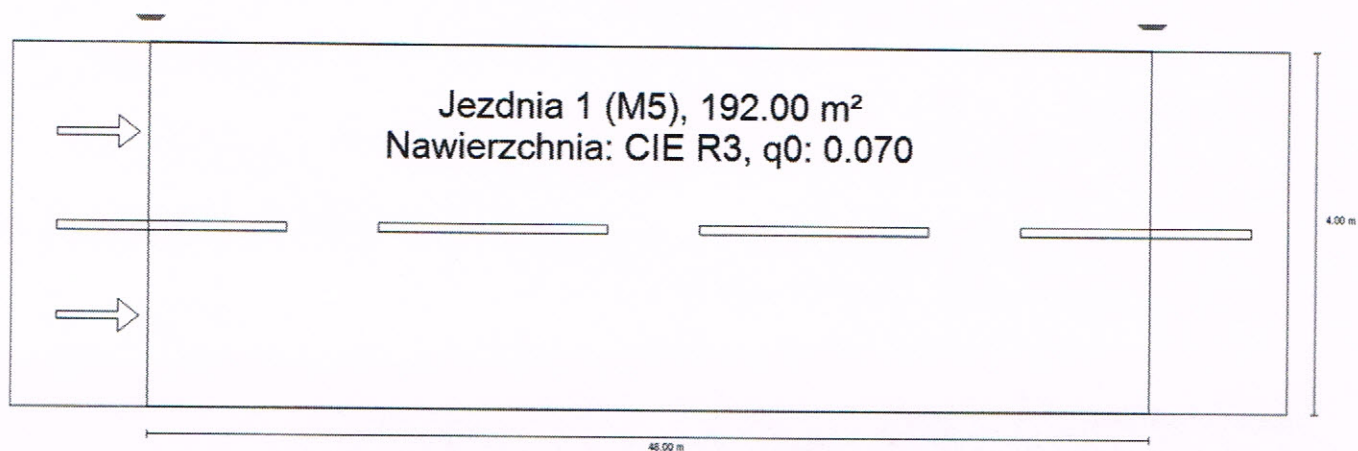 Jezdnia 1 (M5), 192.00 m²
Nawierzchnia: CIE R3, q0: 0.070
4.00 m
48.00 m